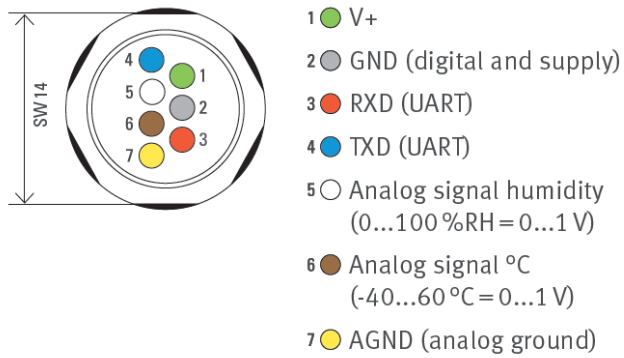 SW14
4
1
5
2
6
3
7
1 V+
2 GND (digital and supply)
3 RXD (UART)
4 TXD (UART)
5 Analog signal humidity
(0...100 %RH = 0...1 V)
6 Analog signal °C
(-40...60 °C = 0...1 V)
7 AGND (analog ground)